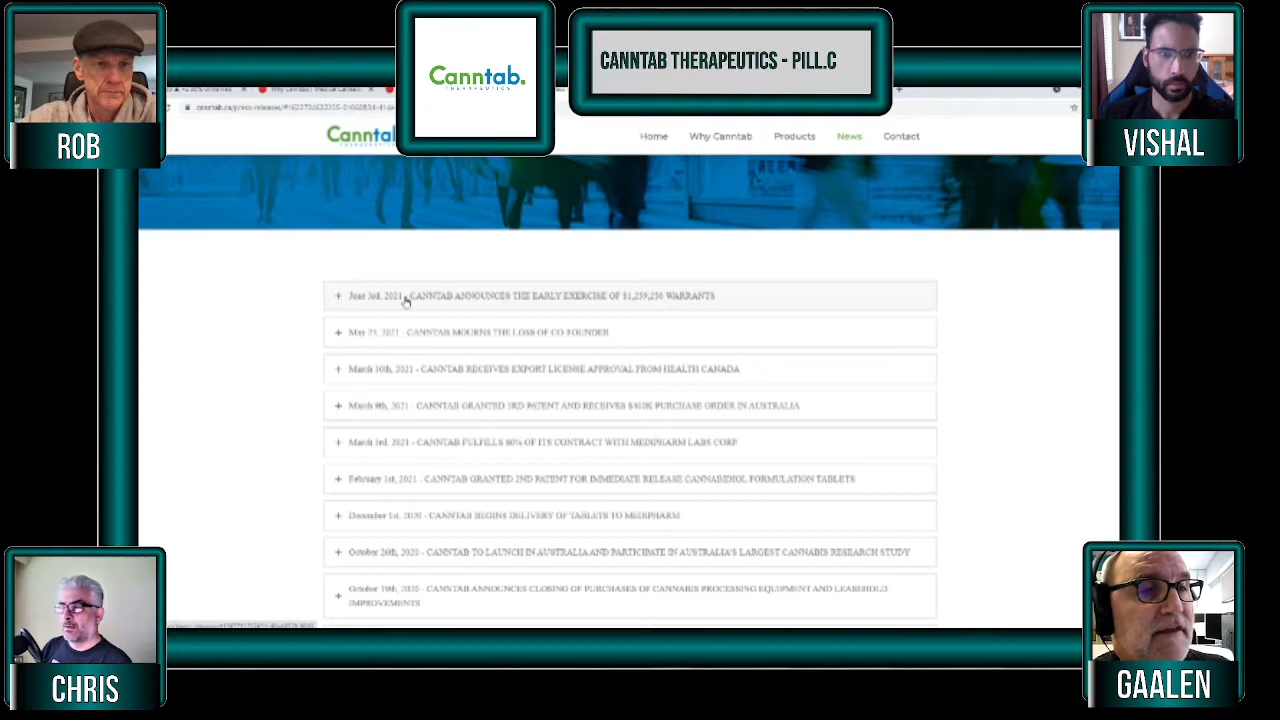 ROB
Canntab.
THERAPEUTICS
CANNTAB THERAPEUTICS - PILL.C
VISHAL
Cannta
Home Why Canntab Products News Contact
+ June 3rd, 2021 - CANNTAB ANNOUNCES THE EARLY EXERCISE OF $1,259,250 WARRANTS
+ May 25, 2021 - CANNTAB MOURNS THE LOSS OF CO FOUNDER
+ March 30th, 2021 - CANNTAB RECEIVES EXPORT LICENSE APPROVAL FROM HEALTH CANADA
+ March 9th, 2021 - CANNTAB GRANTED 3RD PATENT AND RECEIVES PURCHASE ORDER IN AUSTRALIA
+ March 3rd, 2021 - CANNTAB FULFILLS 80% OF ITS CONTRACT WITH MEDIPHARM LABS CORP.
+ February 1st, 2021 - CANNTAB GRANTED 2ND PATENT FOR IMMEDIATE RELEASE CANNABIDIOL FORMULATION TABLETS
+ December 1st, 2020 - CANNTAB BEGINS DELIVERY OF TABLETS TO MEDIPHARM
+ October 26th, 2020 - CANNTAB TO LAUNCH IN AUSTRALIA AND PARTICIPATE IN AUSTRALIA'S LARGEST CANNABIS RESEARCH STUDY
+ October 19th, 2020 - CANNTAB ANNOUNCES CLOSING OF PURCHASES OF CANNABIS PROCESSING EQUIPMENT AND LEASEHOLD
IMPROVEMENTS
CHRIS
GAALEN